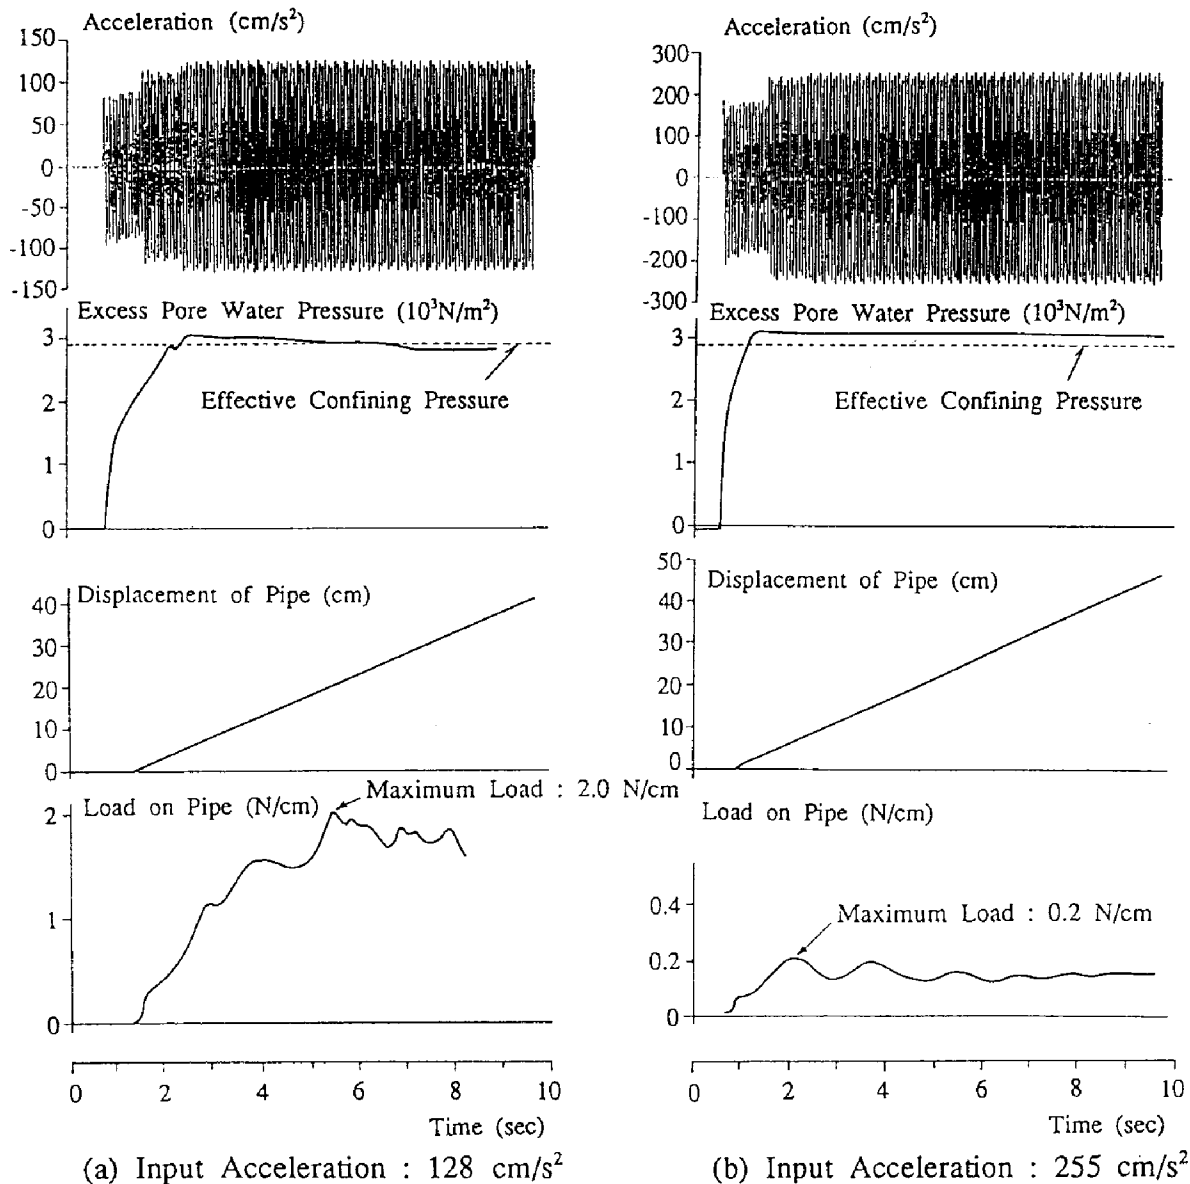 Acceleration (cm/s²)
150
100
50
0
-50
-100
-150
Excess Pore Water Pressure (10³N/m²)
3
2
1
0
Effective Confining Pressure
Displacement of Pipe (cm)
40
30
20
10
0
Load on Pipe (N/cm)
Maximum Load : 2.0 N/cm
2
1
0
0 2 4 6 8 10
Time (sec)
(a) Input Acceleration : 128 cm/s²
Acceleration (cm/s²)
300
200
100
0
-100
-200
-300
Excess Pore Water Pressure (10³N/m²)
3
2
1
0
Effective Confining Pressure
50
Displacement of Pipe (cm)
40
30
20
10
0
Load on Pipe (N/cm)
Maximum Load : 0.2 N/cm
0.4
0.2
0
0 2 4 6 8 10
Time (sec)
(b) Input Acceleration : 255 cm/s²